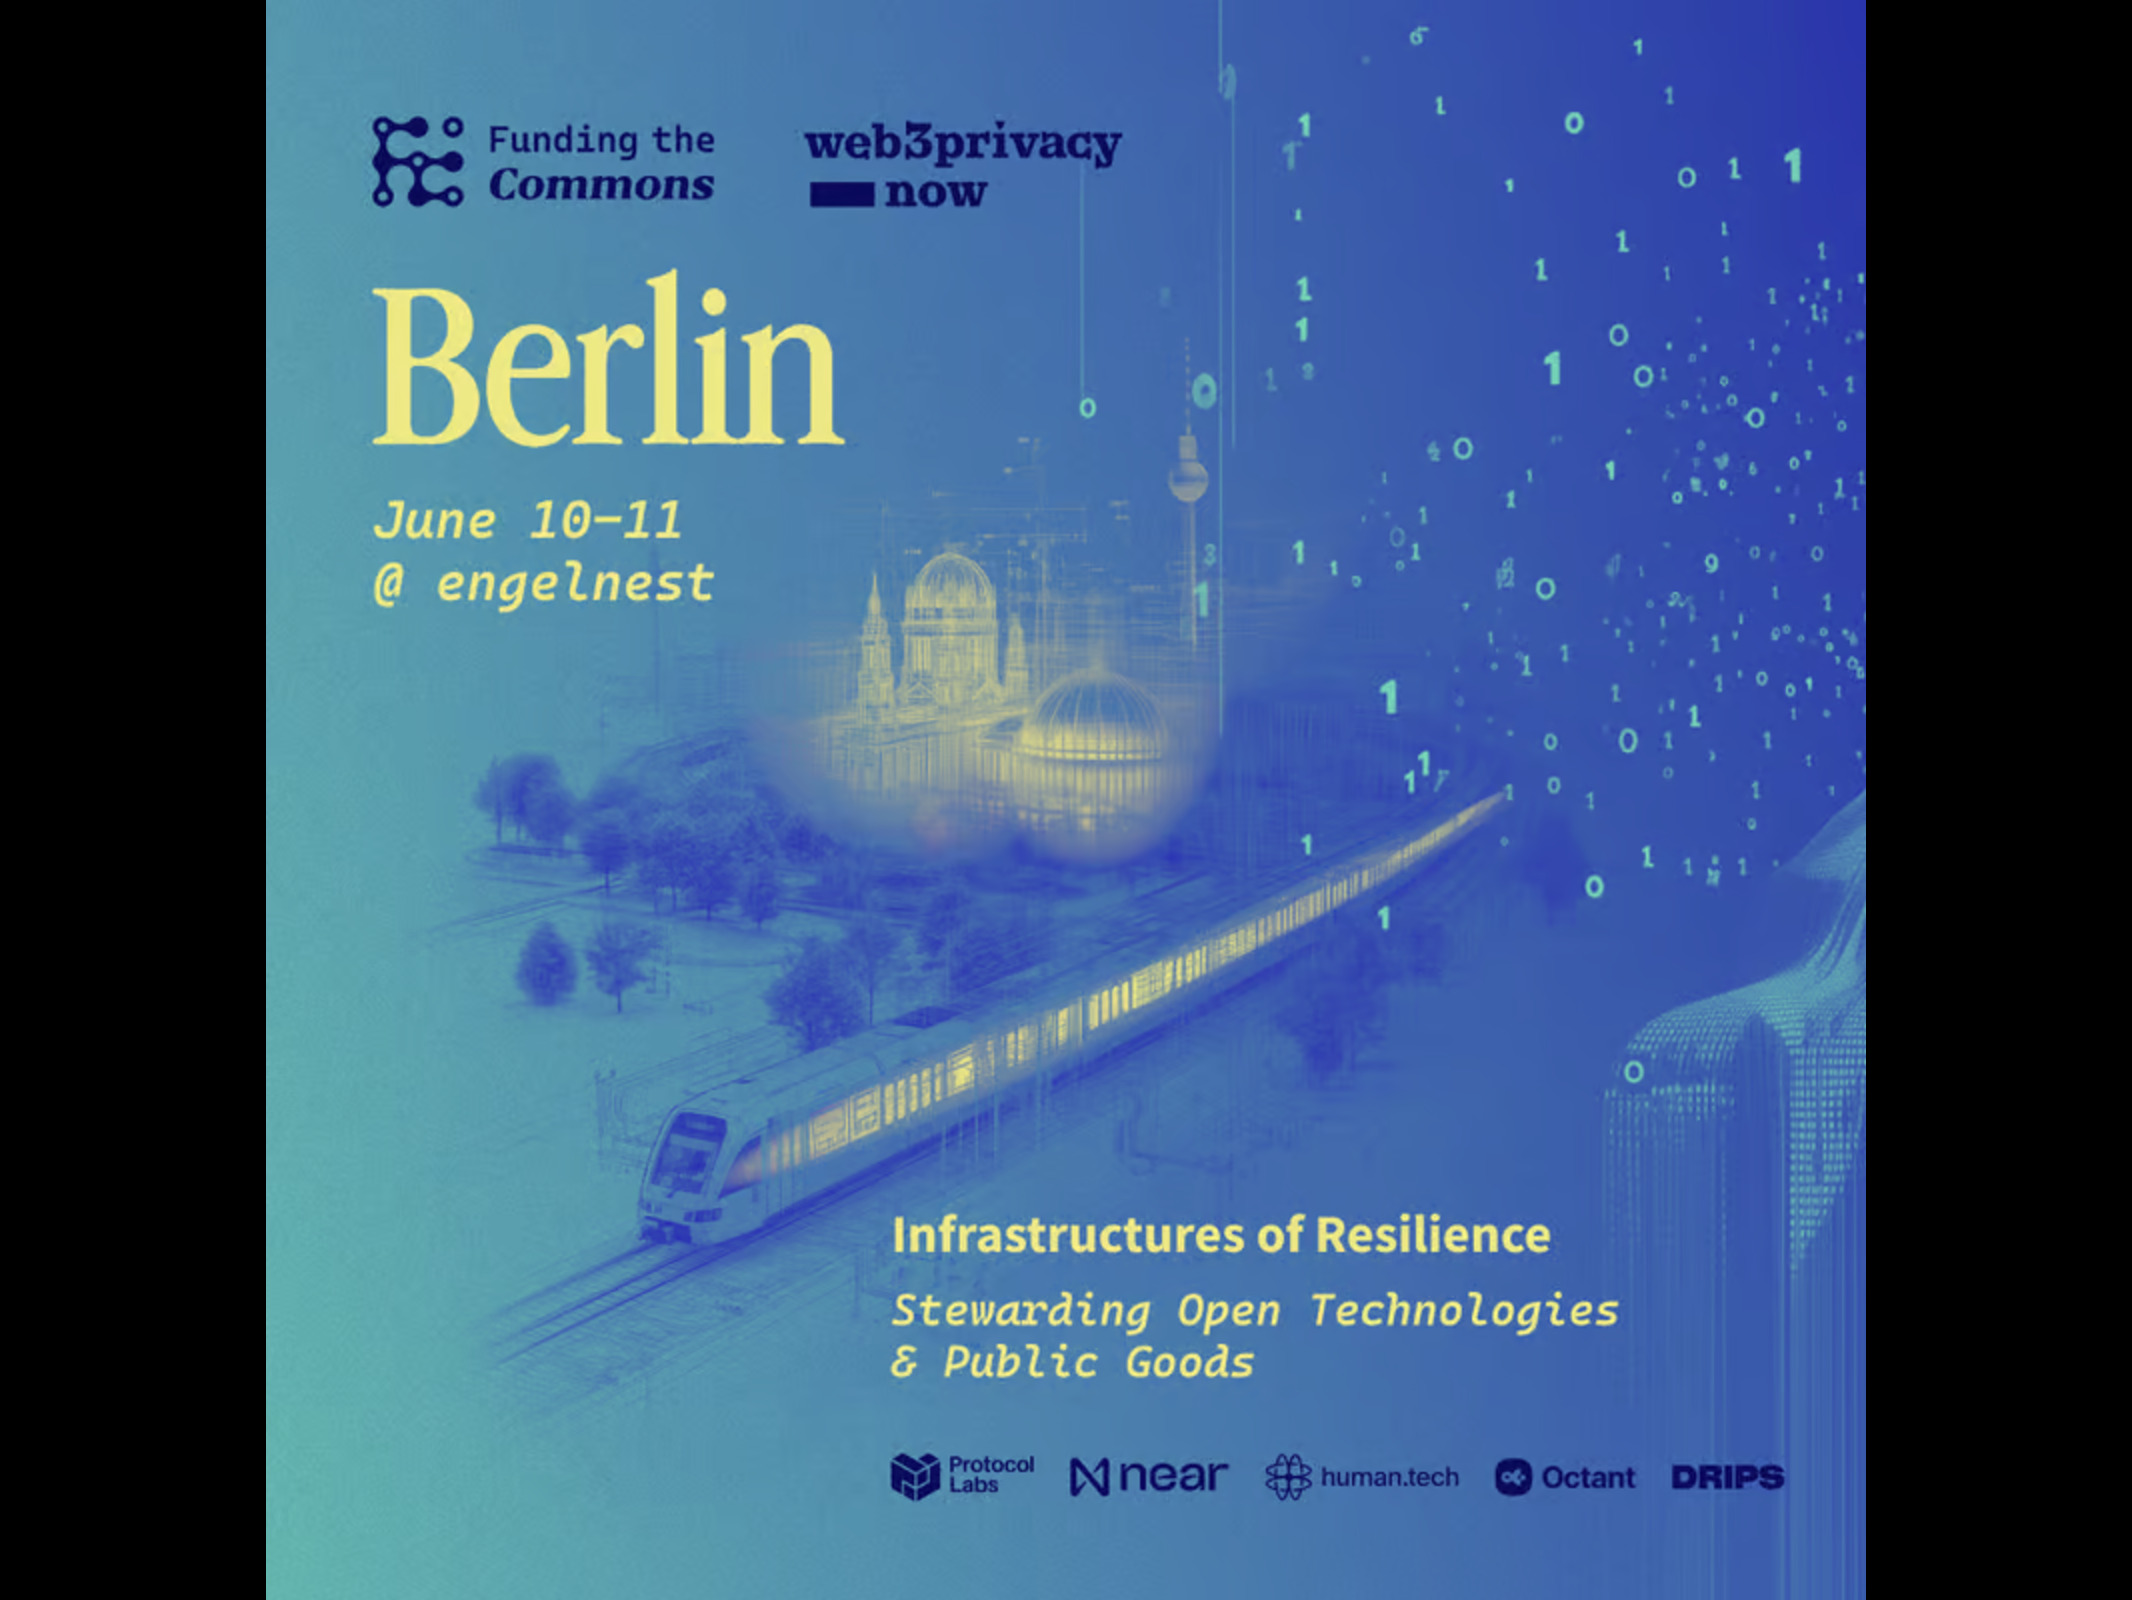 Funding the
Commons
web3privacy
now
Berlin
June 10–11
@ engelnest
Infrastructures of Resilience
Stewarding Open Technologies
& Public Goods
Protocol
Labs
near
human.tech
Octant
DRIPS